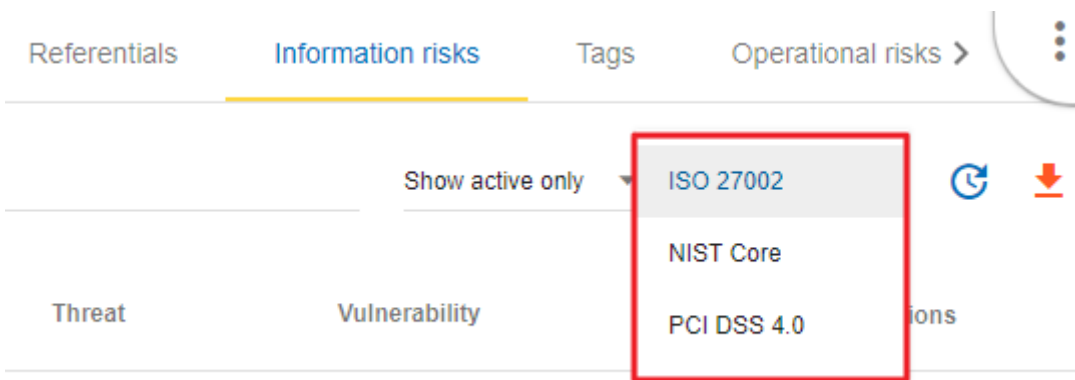 Referentials Information risks Tags Operational risks
Show active only ISO 27002
NIST Core
Threat Vulnerability PCI DSS 4.0 ions